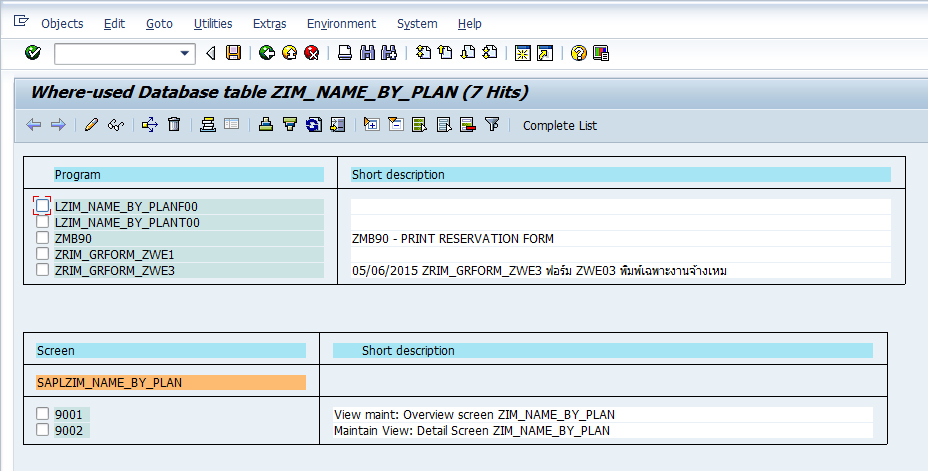 Objects Edit Goto Utilities Extras Environment System Help
Where-used Database table ZIM_NAME_BY_PLAN (7 Hits)
Complete List
Program Short description
LZIM_NAME_BY_PLANF00
LZIM_NAME_BY_PLANT00
ZMB90 ZMB90 - PRINT RESERVATION FORM
ZRIM_GRFORM_ZWE1
ZRIM_GRFORM_ZWE3 05/06/2015 ZRIM_GRFORM_ZWE3 ฟอร์ม ZWE03 พิมพ์เฉพาะงานจ้างเหม
Screen Short description
SAPLZIM_NAME_BY_PLAN
9001 View maint: Overview screen ZIM_NAME_BY_PLAN
9002 Maintain View: Detail Screen ZIM_NAME_BY_PLAN